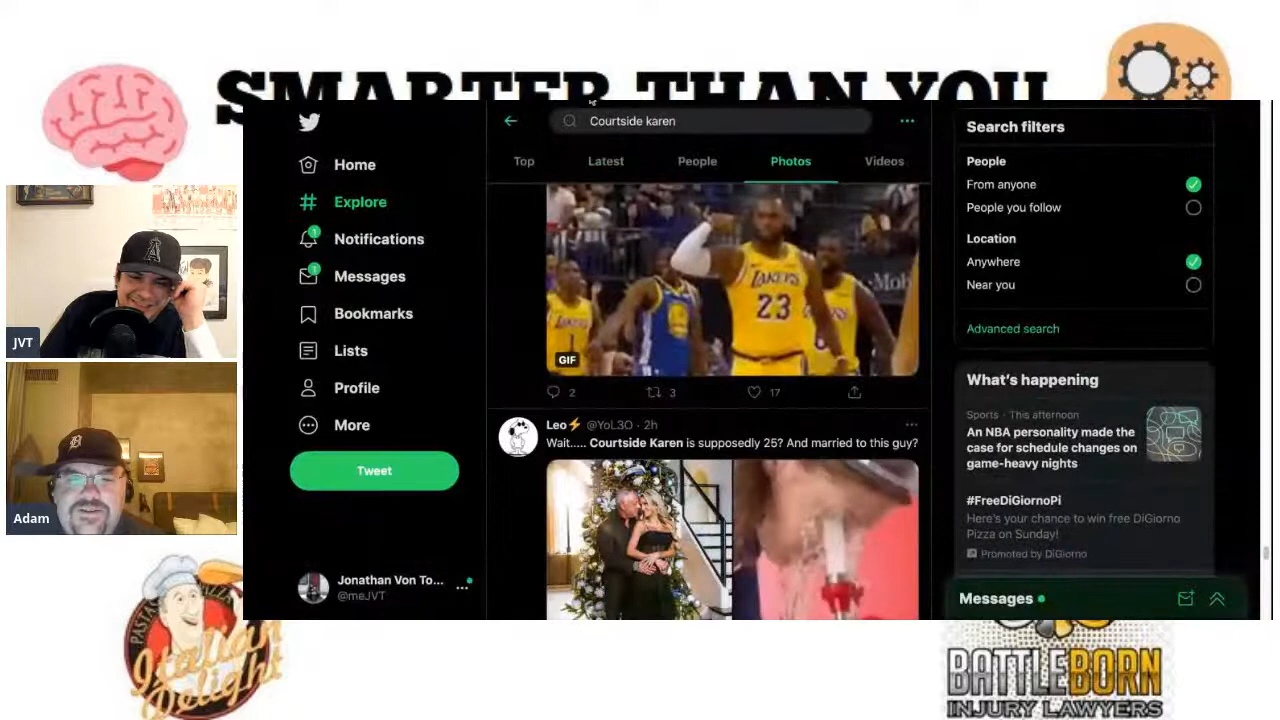 SMARTER THAN YOU
Courtside karen
Home
Explore
Notifications
Messages
Bookmarks
Lists
Profile
More
Tweet
Jonathan Von To...
@meJVT
Top
Latest
People
Photos
Videos
LAKERS
23
GIF
2
3
17
Leo⚡ @YoL3O · 2h
Wait..... Courtside Karen is supposedly 25? And married to this guy?
Search filters
People
From anyone
People you follow
Location
Anywhere
Near you
Advanced search
What's happening
Sports · This afternoon
An NBA personality made the
case for schedule changes on
game-heavy nights
#FreeDiGiornoPi
Here's your chance to win free DiGiorno
Pizza on Sunday!
Promoted by DiGiorno
Messages
JVT
Adam
Italian
Delight
BATTLEBORN
INJURY LAWYERS